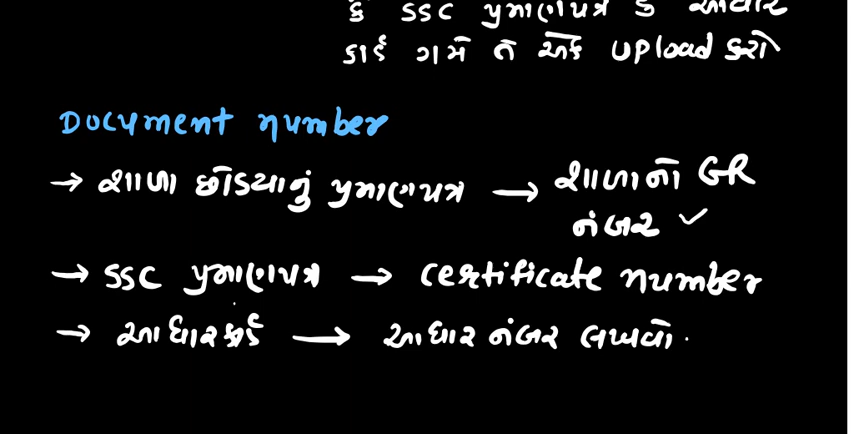 કે SSC પ્રમાણપત્ર કે આધાર
કાર્ડ ગમે તે એક upload કરો
Document number
→ શાળા છોડયાનું પ્રમાણપત્ર → શાળાનો GR
નંબર ✓
→ SSC પ્રમાણપત્ર → certificate number
→ આધારકાર્ડ → આધાર નંબર લખવો.